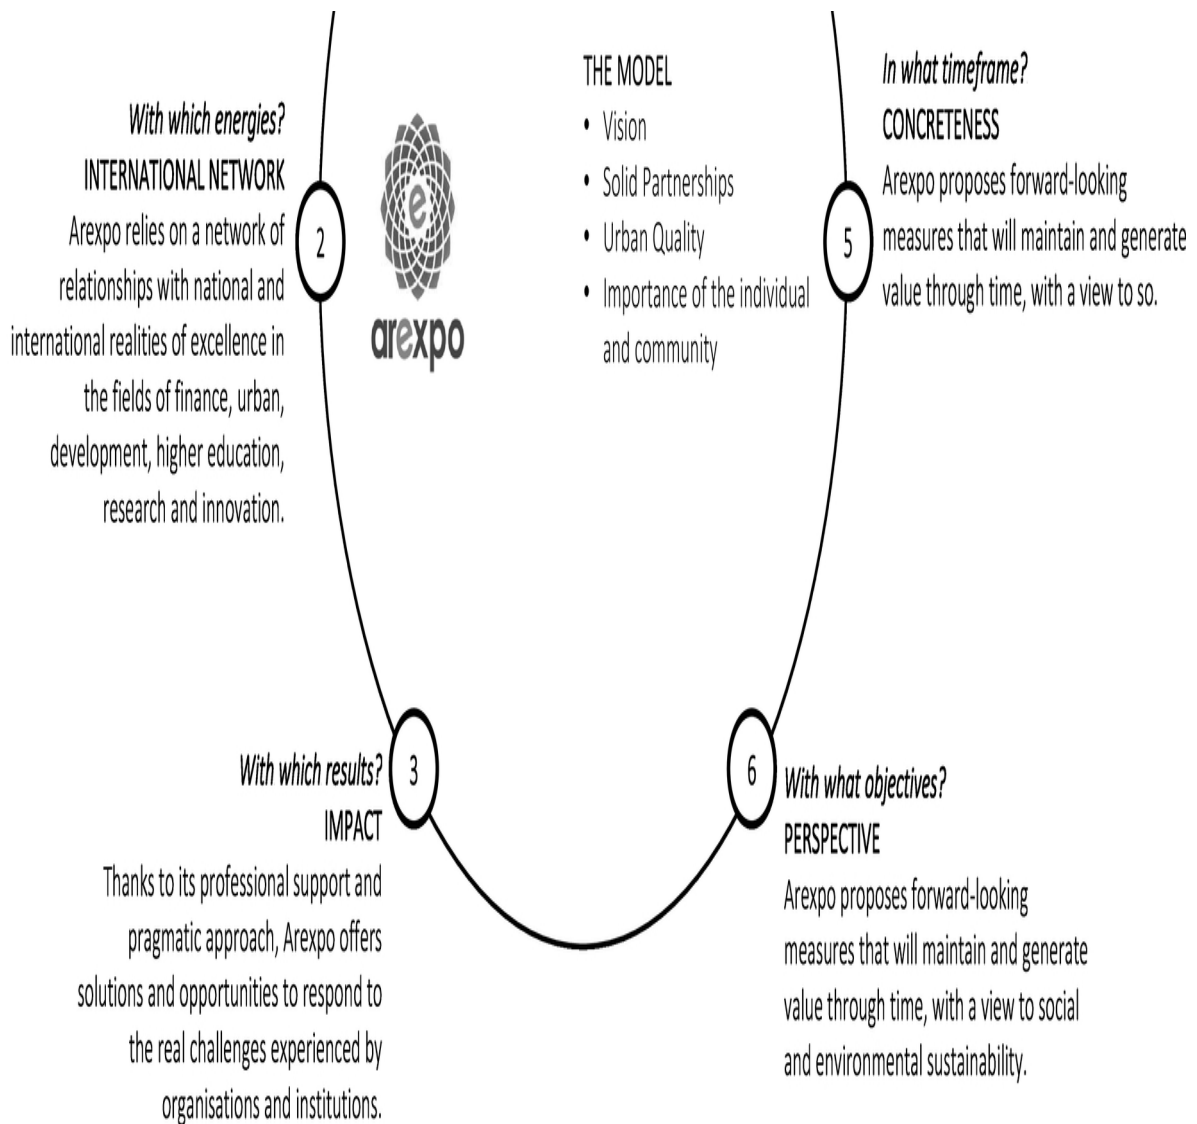 With which energies?
INTERNATIONAL NETWORK
Arexpo relies on a network of
relationships with national and
international realities of excellence in
the fields of finance, urban,
development, higher education,
research and innovation.
2
e
arexpo
THE MODEL
• Vision
• Solid Partnerships
• Urban Quality
• Importance of the individual
and community
5
In what timeframe?
CONCRETENESS
Arexpo proposes forward-looking
measures that will maintain and generate
value through time, with a view to so.
With which results?
IMPACT
Thanks to its professional support and
pragmatic approach, Arexpo offers
solutions and opportunities to respond to
the real challenges experienced by
organisations and institutions.
3
6
With what objectives?
PERSPECTIVE
Arexpo proposes forward-looking
measures that will maintain and generate
value through time, with a view to social
and environmental sustainability.